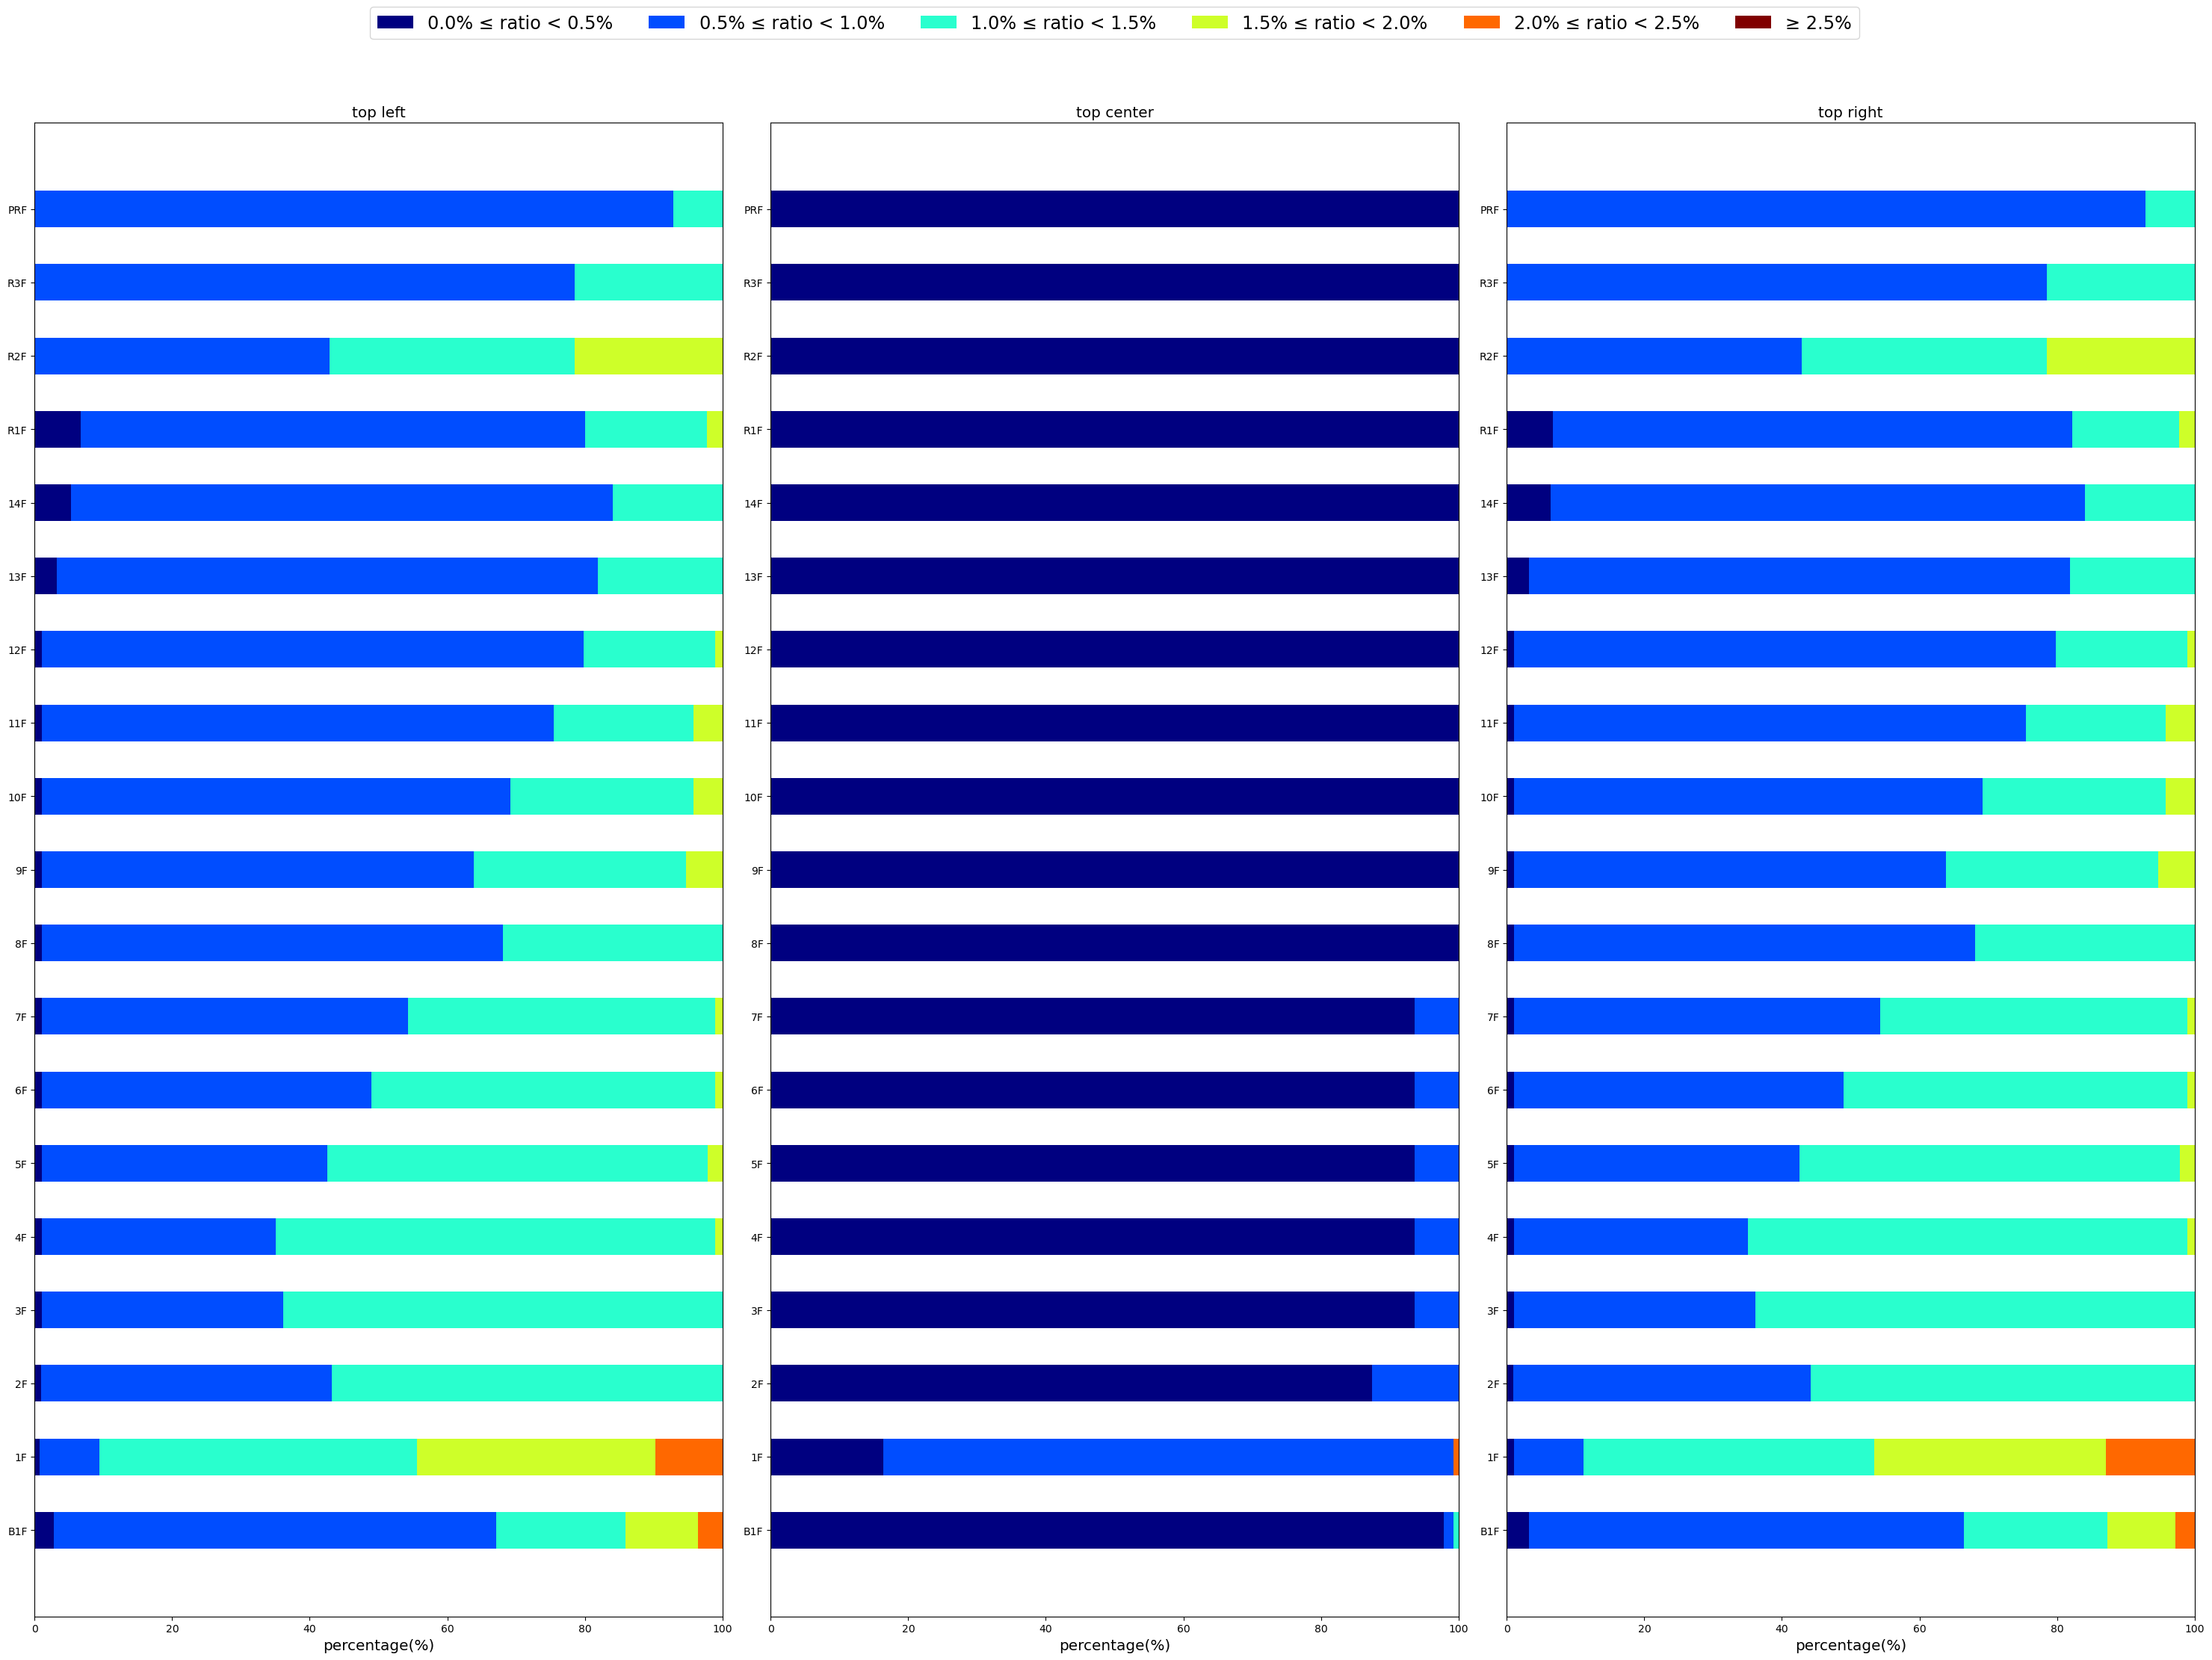 0.0% ≤ ratio < 0.5% 0.5% ≤ ratio < 1.0% 1.0% ≤ ratio < 1.5% 1.5% ≤ ratio < 2.0% 2.0% ≤ ratio < 2.5% ≥ 2.5%
top left
PRF
R3F
R2F
R1F
14F
13F
12F
11F
10F
9F
8F
7F
6F
5F
4F
3F
2F
1F
B1F
0 20 40 60 80 100
percentage(%)
top center
PRF
R3F
R2F
R1F
14F
13F
12F
11F
10F
9F
8F
7F
6F
5F
4F
3F
2F
1F
B1F
0 20 40 60 80 100
percentage(%)
top right
PRF
R3F
R2F
R1F
14F
13F
12F
11F
10F
9F
8F
7F
6F
5F
4F
3F
2F
1F
B1F
0 20 40 60 80 100
percentage(%)